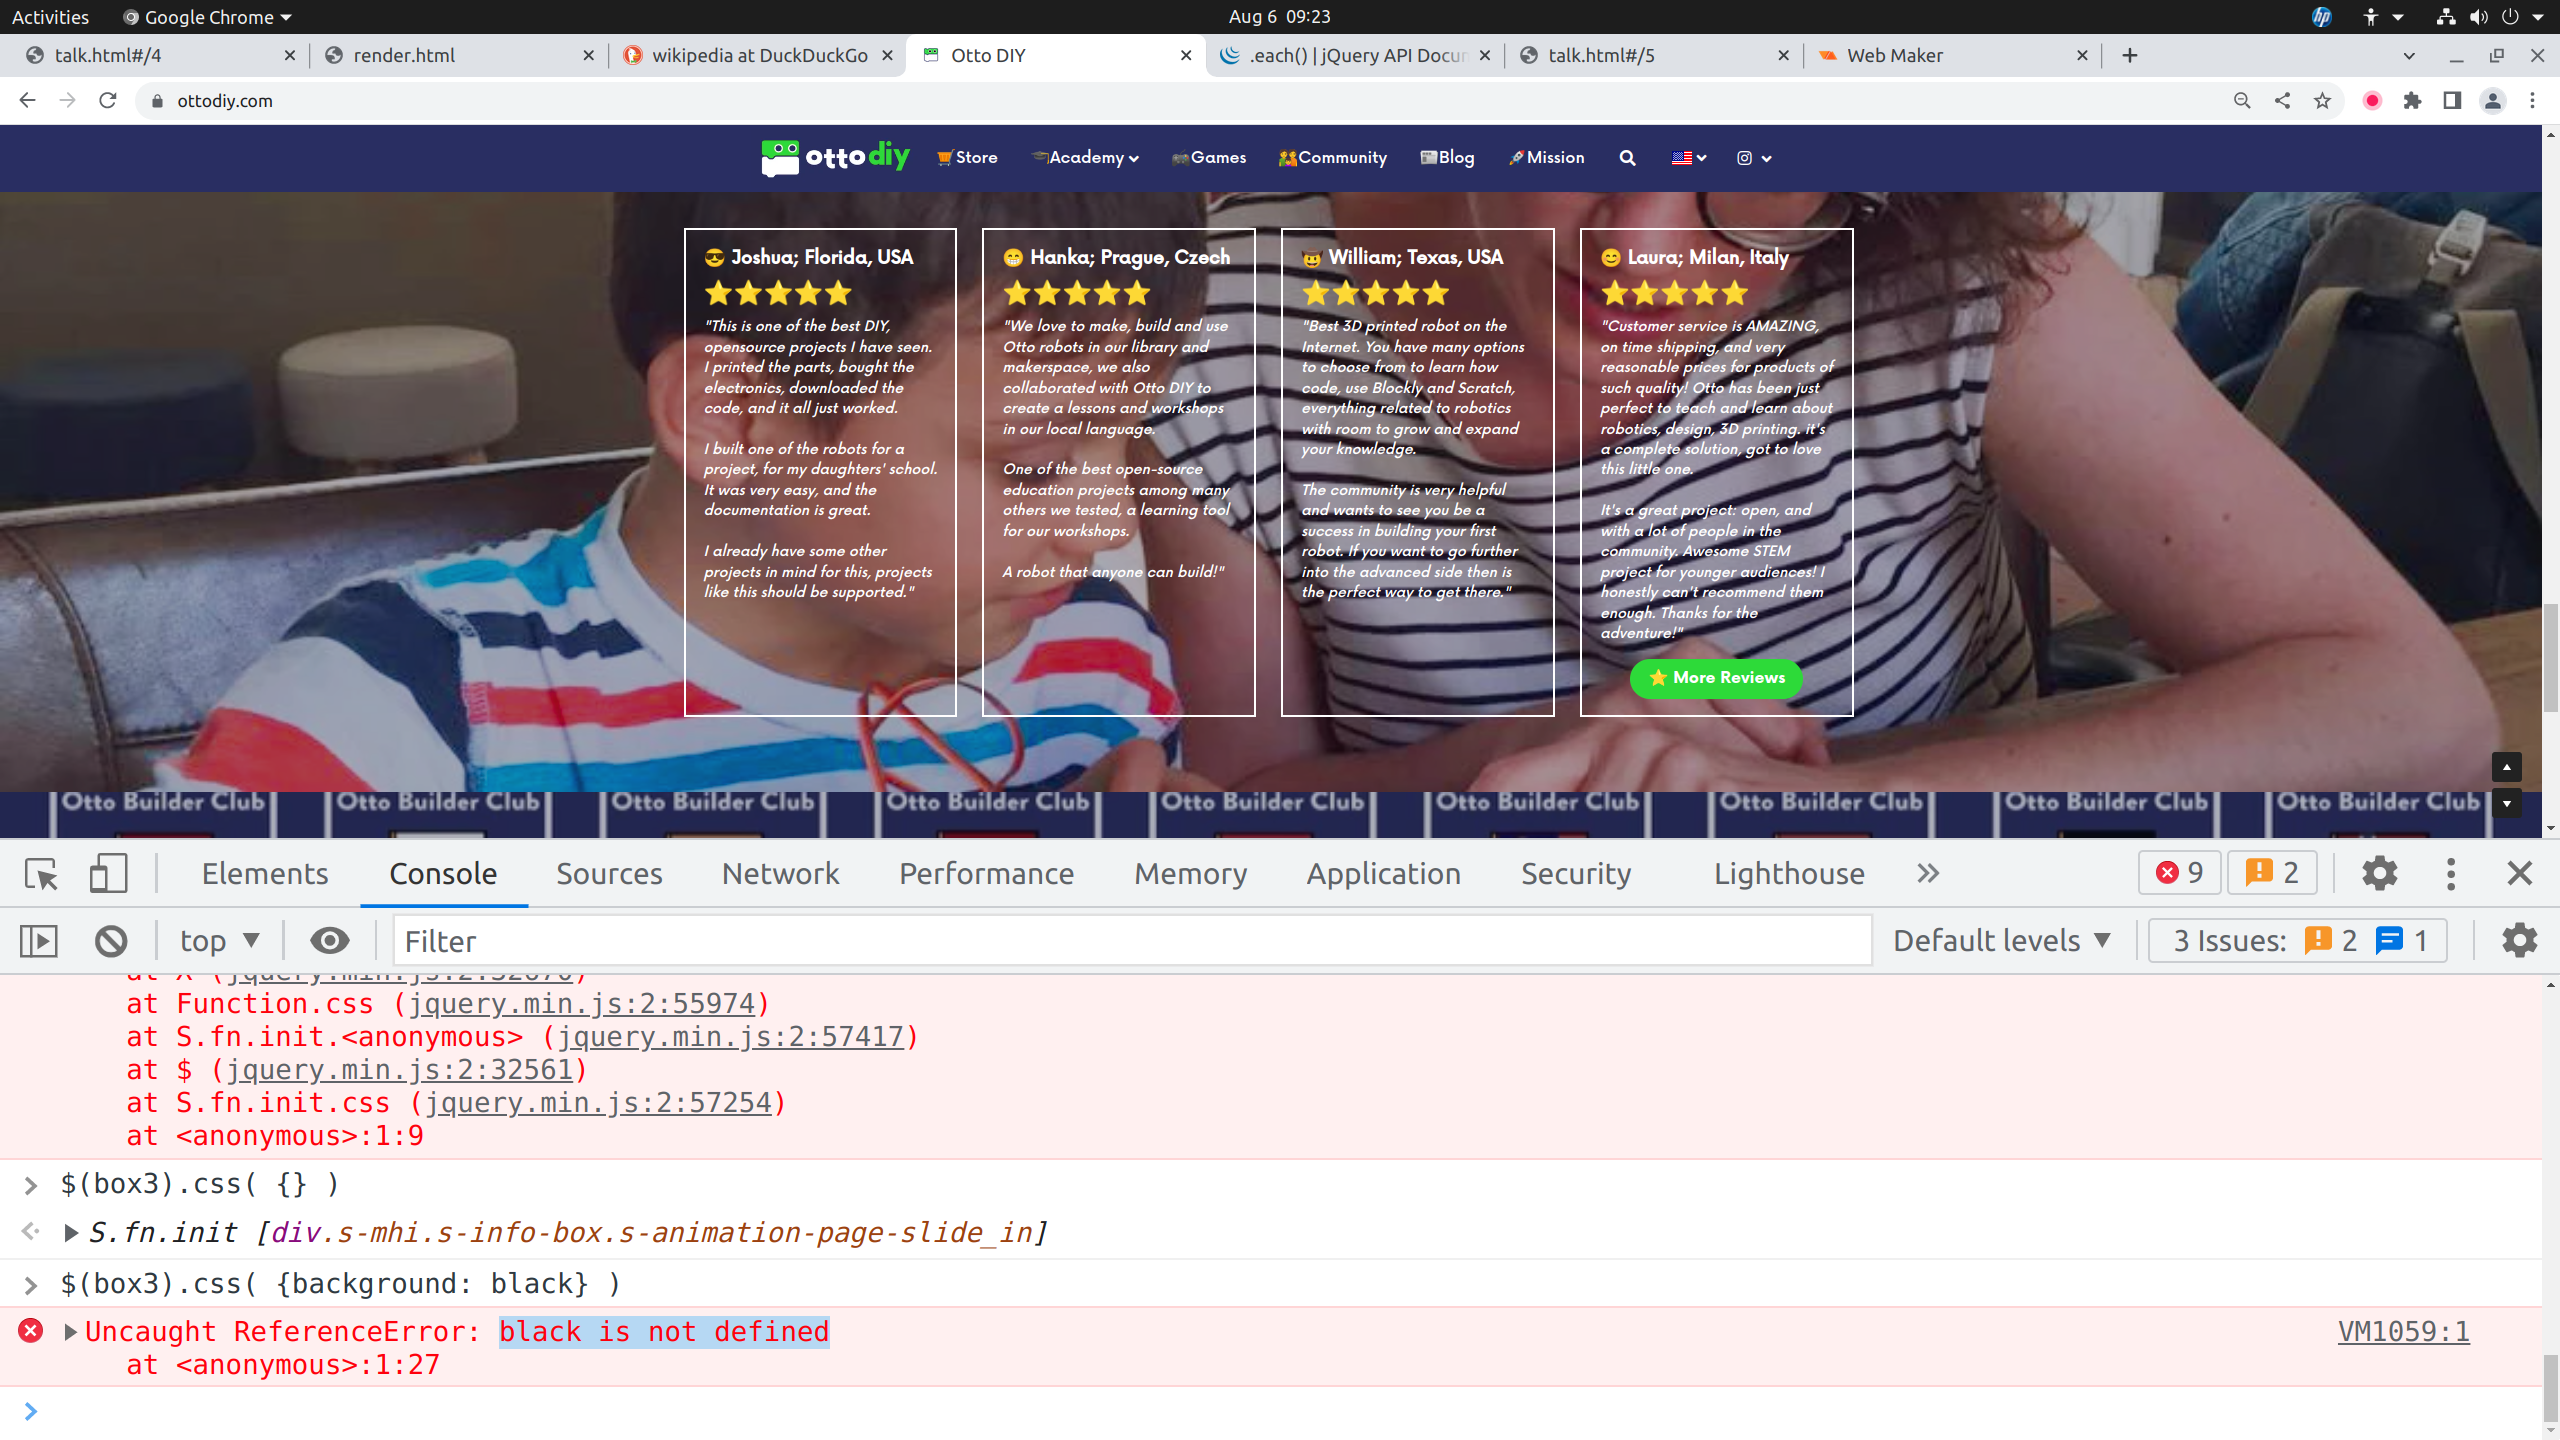 Activities
Google Chrome
Aug 6 09:23
talk.html#/4
render.html
wikipedia at DuckDuckGo
Otto DIY
.each() | jQuery API Docu
talk.html#/5
Web Maker
ottodiy.com
otto diy
Store
Academy
Games
Community
Blog
Mission
Joshua; Florida, USA
"This is one of the best DIY,
opensource projects I have seen.
I printed the parts, bought the
electronics, downloaded the
code, and it all just worked.
I built one of the robots for a
project, for my daughters' school.
It was very easy, and the
documentation is great.
I already have some other
projects in mind for this, projects
like this should be supported."
Hanka; Prague, Czech
"We love to make, build and use
Otto robots in our library and
makerspace, we also
collaborated with Otto DIY to
create a lessons and workshops
in our local language.
One of the best open-source
education projects among many
others we tested, a learning tool
for our workshops.
A robot that anyone can build!"
William; Texas, USA
"Best 3D printed robot on the
Internet. You have many options
to choose from to learn how
code, use Blockly and Scratch,
everything related to robotics
with room to grow and expand
your knowledge.
The community is very helpful
and wants to see you be a
success in building your first
robot. If you want to go further
into the advanced side then is
the perfect way to get there."
Laura; Milan, Italy
"Customer service is AMAZING,
on time shipping, and very
reasonable prices for products of
such quality! Otto has been just
perfect to teach and learn about
robotics, design, 3D printing. it's
a complete solution, got to love
this little one.
It's a great project: open, and
with a lot of people in the
community. Awesome STEM
project for younger audiences! I
honestly can't recommend them
enough. Thanks for the
adventure!"
More Reviews
Otto Builder Club
Otto Builder Club
Otto Builder Club
Otto Builder Club
Otto Builder Club
Otto Builder Club
Otto Builder Club
Otto Builder Club
Otto Builder Club
Elements
Console
Sources
Network
Performance
Memory
Application
Security
Lighthouse
9
2
top
Filter
Default levels
3 Issues: 2 1
at Function.css (jquery.min.js:2:55974)
at S.fn.init.<anonymous> (jquery.min.js:2:57417)
at $ (jquery.min.js:2:32561)
at S.fn.init.css (jquery.min.js:2:57254)
at <anonymous>:1:9
$(box3).css( {} )
S.fn.init [div.s-mhi.s-info-box.s-animation-page-slide_in]
$(box3).css( {background: black} )
Uncaught ReferenceError: black is not defined
VM1059:1
at <anonymous>:1:27